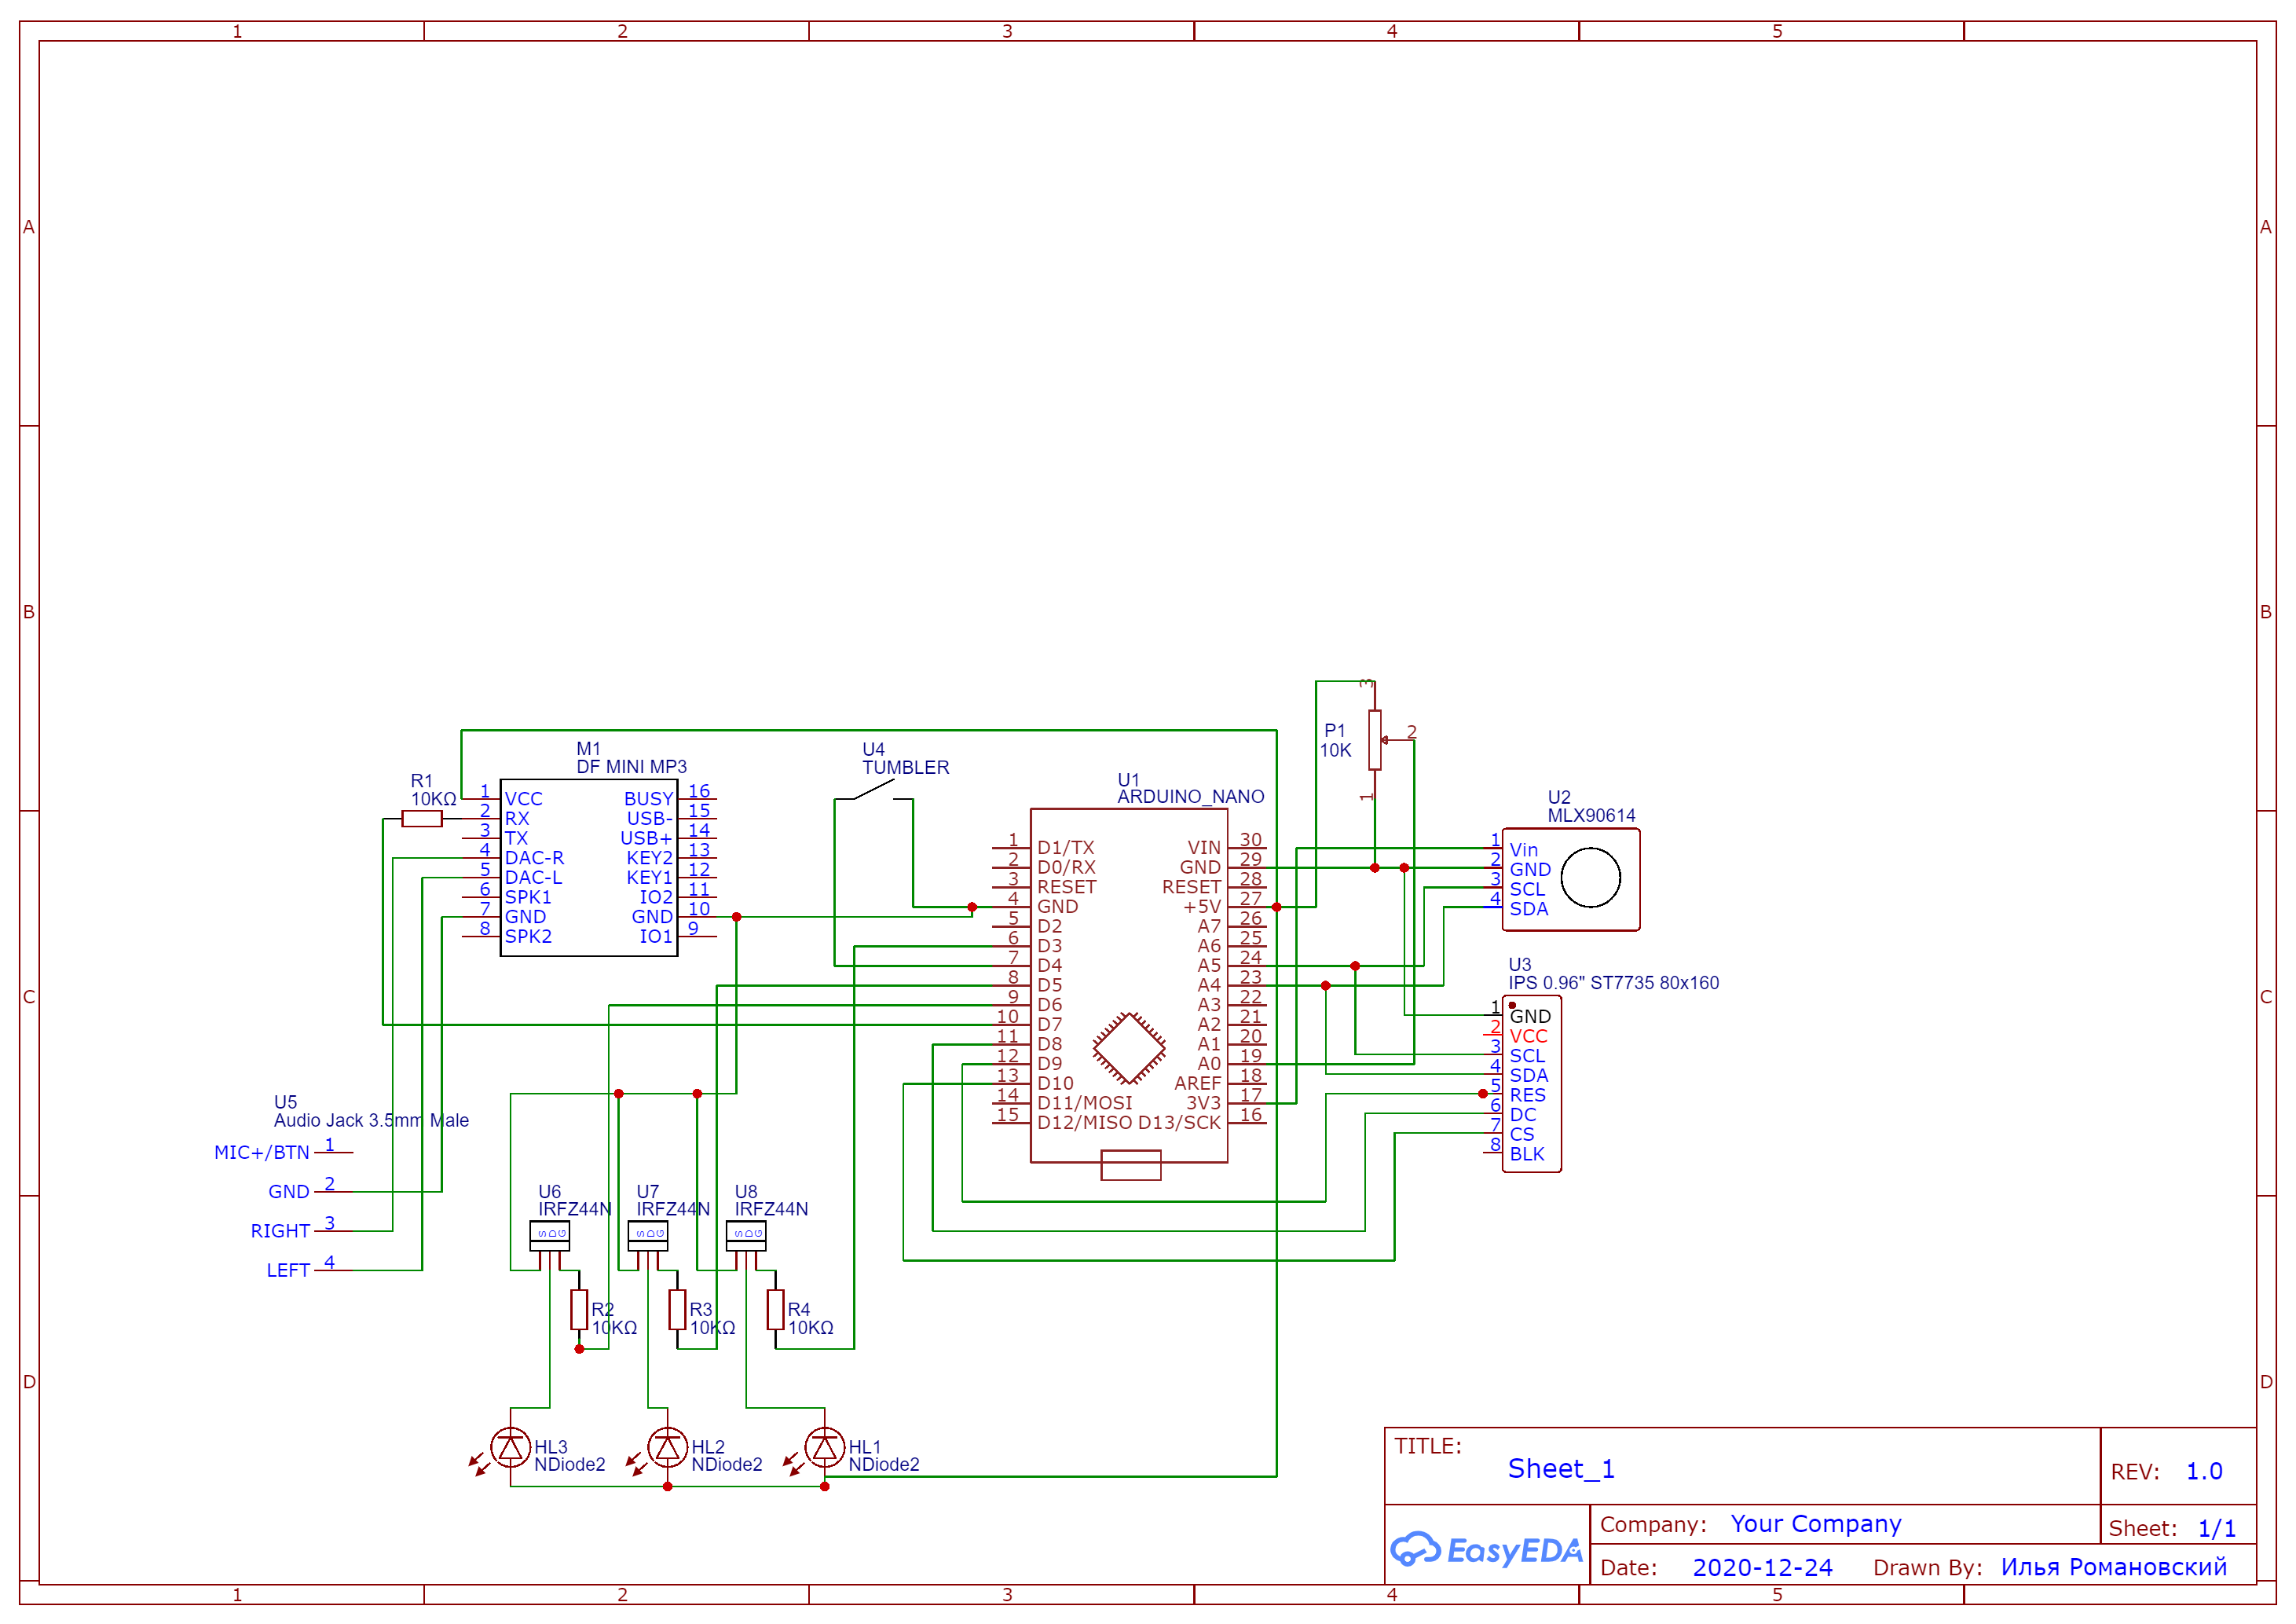 1 2 3 4 5
A A
B B
C C
D D
M1
DF MINI MP3
R1
10KΩ
1 VCC BUSY 16
2 RX USB- 15
3 TX USB+ 14
4 DAC-R KEY2 13
5 DAC-L KEY1 12
6 SPK1 IO2 11
7 GND GND 10
8 SPK2 IO1 9
U4
TUMBLER
U1
ARDUINO_NANO
1 D1/TX VIN 30
2 D0/RX GND 29
3 RESET RESET 28
4 GND +5V 27
5 D2 A7 26
6 D3 A6 25
7 D4 A5 24
8 D5 A4 23
9 D6 A3 22
10 D7 A2 21
11 D8 A1 20
12 D9 A0 19
13 D10 AREF 18
14 D11/MOSI 3V3 17
15 D12/MISO D13/SCK 16
P1
10K
3
2
1
U2
MLX90614
1 Vin
2 GND
3 SCL
4 SDA
U3
IPS 0.96" ST7735 80x160
1 GND
2 VCC
3 SCL
4 SDA
5 RES
6 DC
7 CS
8 BLK
U5
Audio Jack 3.5mm Male
MIC+/BTN 1
GND 2
RIGHT 3
LEFT 4
U6
IRFZ44N
S D G
U7
IRFZ44N
S D G
U8
IRFZ44N
S D G
R2
10KΩ
R3
10KΩ
R4
10KΩ
HL3
NDiode2
HL2
NDiode2
HL1
NDiode2
TITLE:
Sheet_1
REV: 1.0
EasyEDA
Company: Your Company
Sheet: 1/1
Date: 2020-12-24 Drawn By: Илья Романовский
1 2 3 4 5